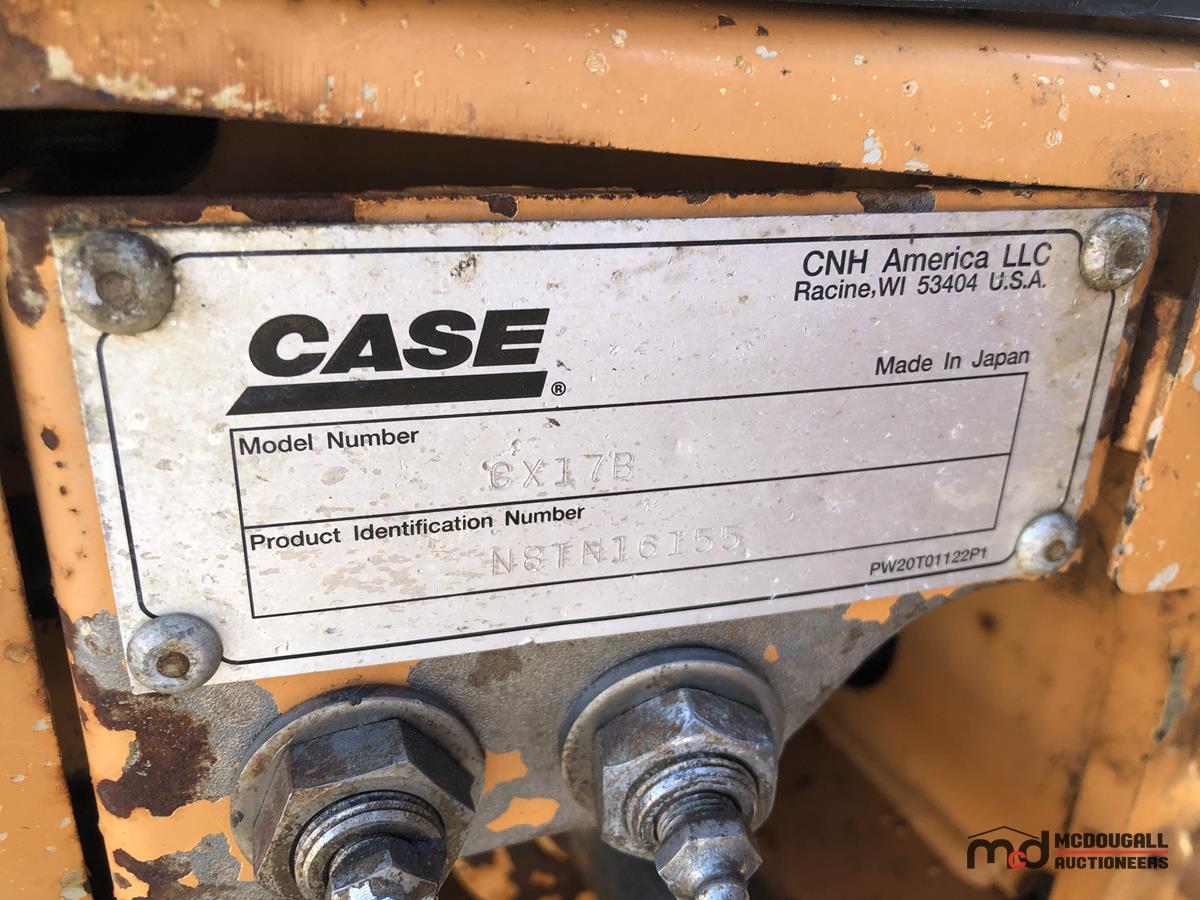 CNH America LLC
Racine, WI 53404 U.S.A.
CASE®
Made In Japan
Model Number
CX17B
Product Identification Number
N8TN16155
PW20T01122P1
mcd MCDOUGALL
AUCTIONEERS